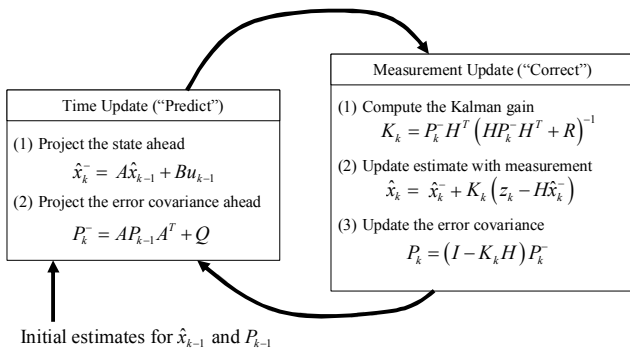 Time Update (“Predict”)
(1) Project the state ahead
x̂ₖ⁻ = Ax̂ₖ₋₁ + Buₖ₋₁
(2) Project the error covariance ahead
Pₖ⁻ = APₖ₋₁Aᵀ + Q
Measurement Update (“Correct”)
(1) Compute the Kalman gain
Kₖ = Pₖ⁻Hᵀ(HPₖ⁻Hᵀ + R)⁻¹
(2) Update estimate with measurement
x̂ₖ = x̂ₖ⁻ + Kₖ(zₖ − Hx̂ₖ⁻)
(3) Update the error covariance
Pₖ = (I − KₖH)Pₖ⁻
Initial estimates for x̂ₖ₋₁ and Pₖ₋₁